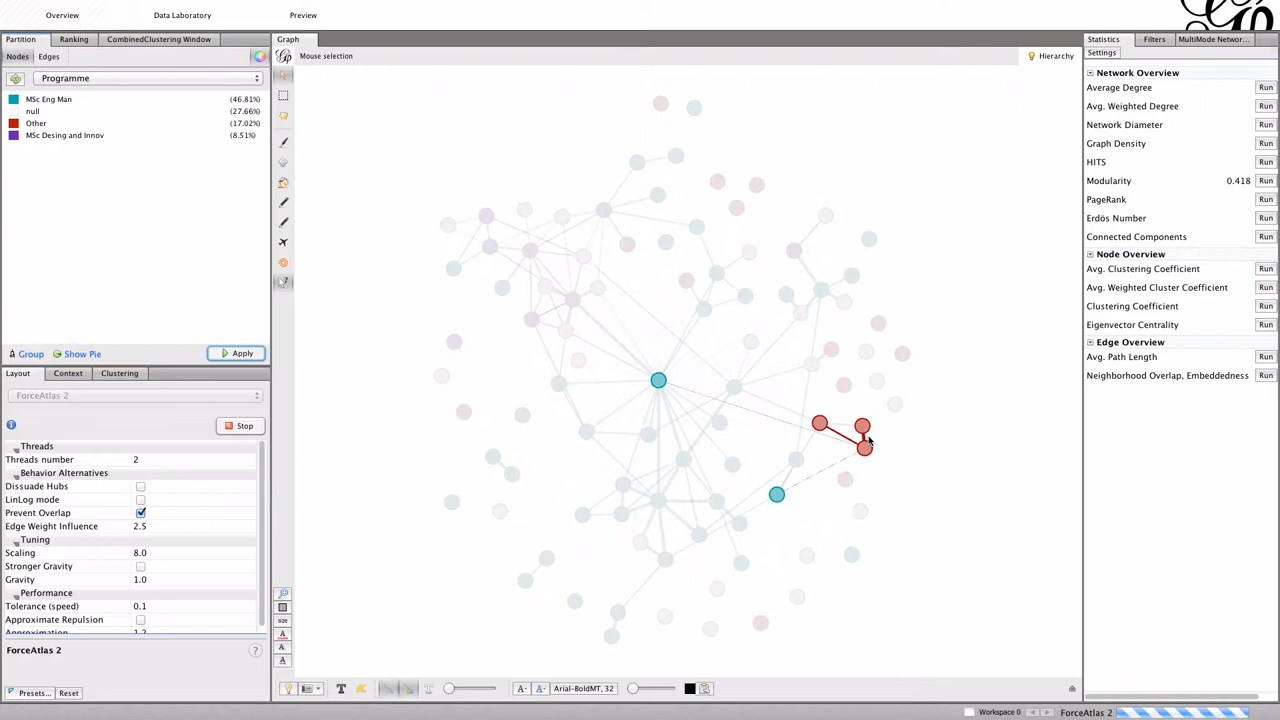 Overview Data Laboratory Preview
Partition Ranking CombinedClustering Window
Nodes Edges
Programme
MSc Eng Man (46.81%)
null (27.66%)
Other (17.02%)
MSc Desing and Innov (8.51%)
Group Show Pie Apply
Layout Context Clustering
ForceAtlas 2
Stop
Threads
Threads number 2
Behavior Alternatives
Dissuade Hubs
LinLog mode
Prevent Overlap
Edge Weight Influence 2.5
Tuning
Scaling 8.0
Stronger Gravity
Gravity 1.0
Performance
Tolerance (speed) 0.1
Approximate Repulsion
Approximation 1.2
ForceAtlas 2
Presets... Reset
Graph
Mouse selection Hierarchy
size
A
A
A
T T A A Arial-BoldMT, 32
Statistics Filters MultiMode Networ...
Settings
Network Overview
Average Degree Run
Avg. Weighted Degree Run
Network Diameter Run
Graph Density Run
HITS Run
Modularity 0.418 Run
PageRank Run
Erdös Number Run
Connected Components Run
Node Overview
Avg. Clustering Coefficient Run
Avg. Weighted Cluster Coefficient Run
Clustering Coefficient Run
Eigenvector Centrality Run
Edge Overview
Avg. Path Length Run
Neighborhood Overlap, Embeddedness Run
Workspace 0 ForceAtlas 2